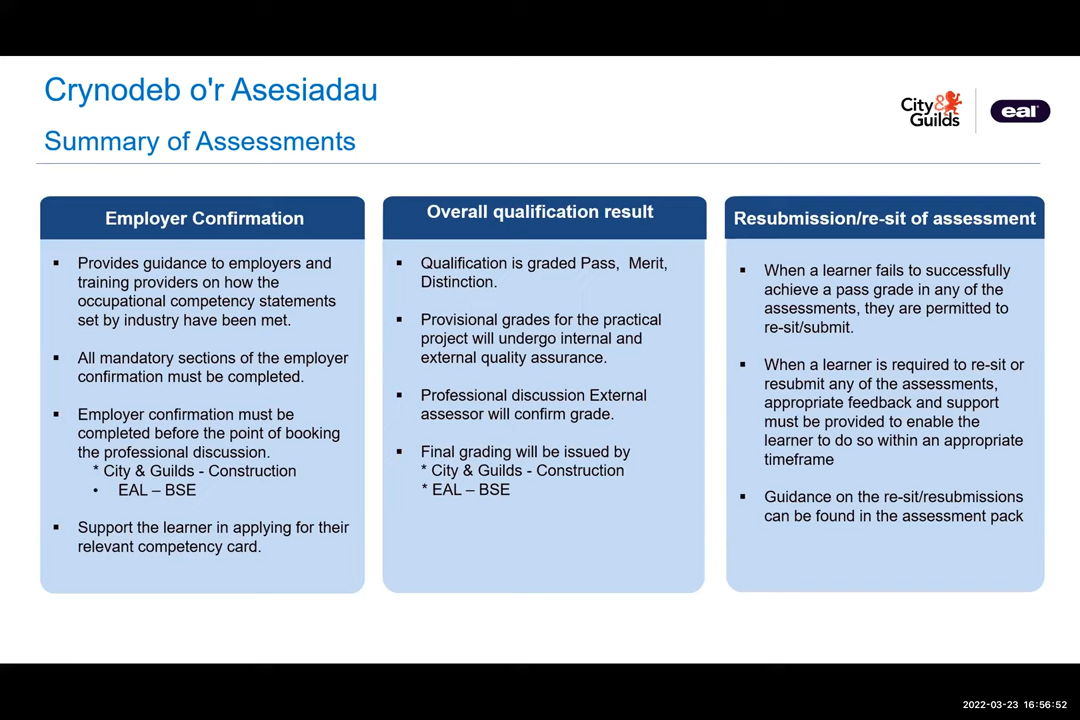 Crynodeb o'r Asesiadau
Summary of Assessments
City & Guilds
eal
Employer Confirmation
▪ Provides guidance to employers and
training providers on how the
occupational competency statements
set by industry have been met.
▪ All mandatory sections of the employer
confirmation must be completed.
▪ Employer confirmation must be
completed before the point of booking
the professional discussion.
* City & Guilds - Construction
• EAL – BSE
▪ Support the learner in applying for their
relevant competency card.
Overall qualification result
▪ Qualification is graded Pass,  Merit,
Distinction.
▪ Provisional grades for the practical
project will undergo internal and
external quality assurance.
▪ Professional discussion External
assessor will confirm grade.
▪ Final grading will be issued by
* City & Guilds - Construction
* EAL – BSE
Resubmission/re-sit of assessment
▪ When a learner fails to successfully
achieve a pass grade in any of the
assessments, they are permitted to
re-sit/submit.
▪ When a learner is required to re-sit or
resubmit any of the assessments,
appropriate feedback and support
must be provided to enable the
learner to do so within an appropriate
timeframe
▪ Guidance on the re-sit/resubmissions
can be found in the assessment pack
2022-03-23 16:56:52